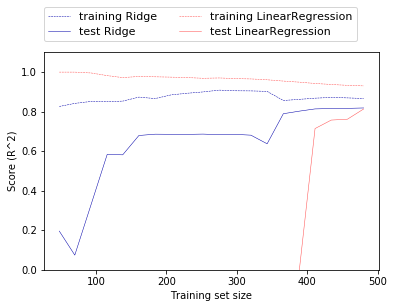 training Ridge
test Ridge
training LinearRegression
test LinearRegression
Score (R^2)
1.0
0.8
0.6
0.4
0.2
0.0
100 200 300 400 500
Training set size